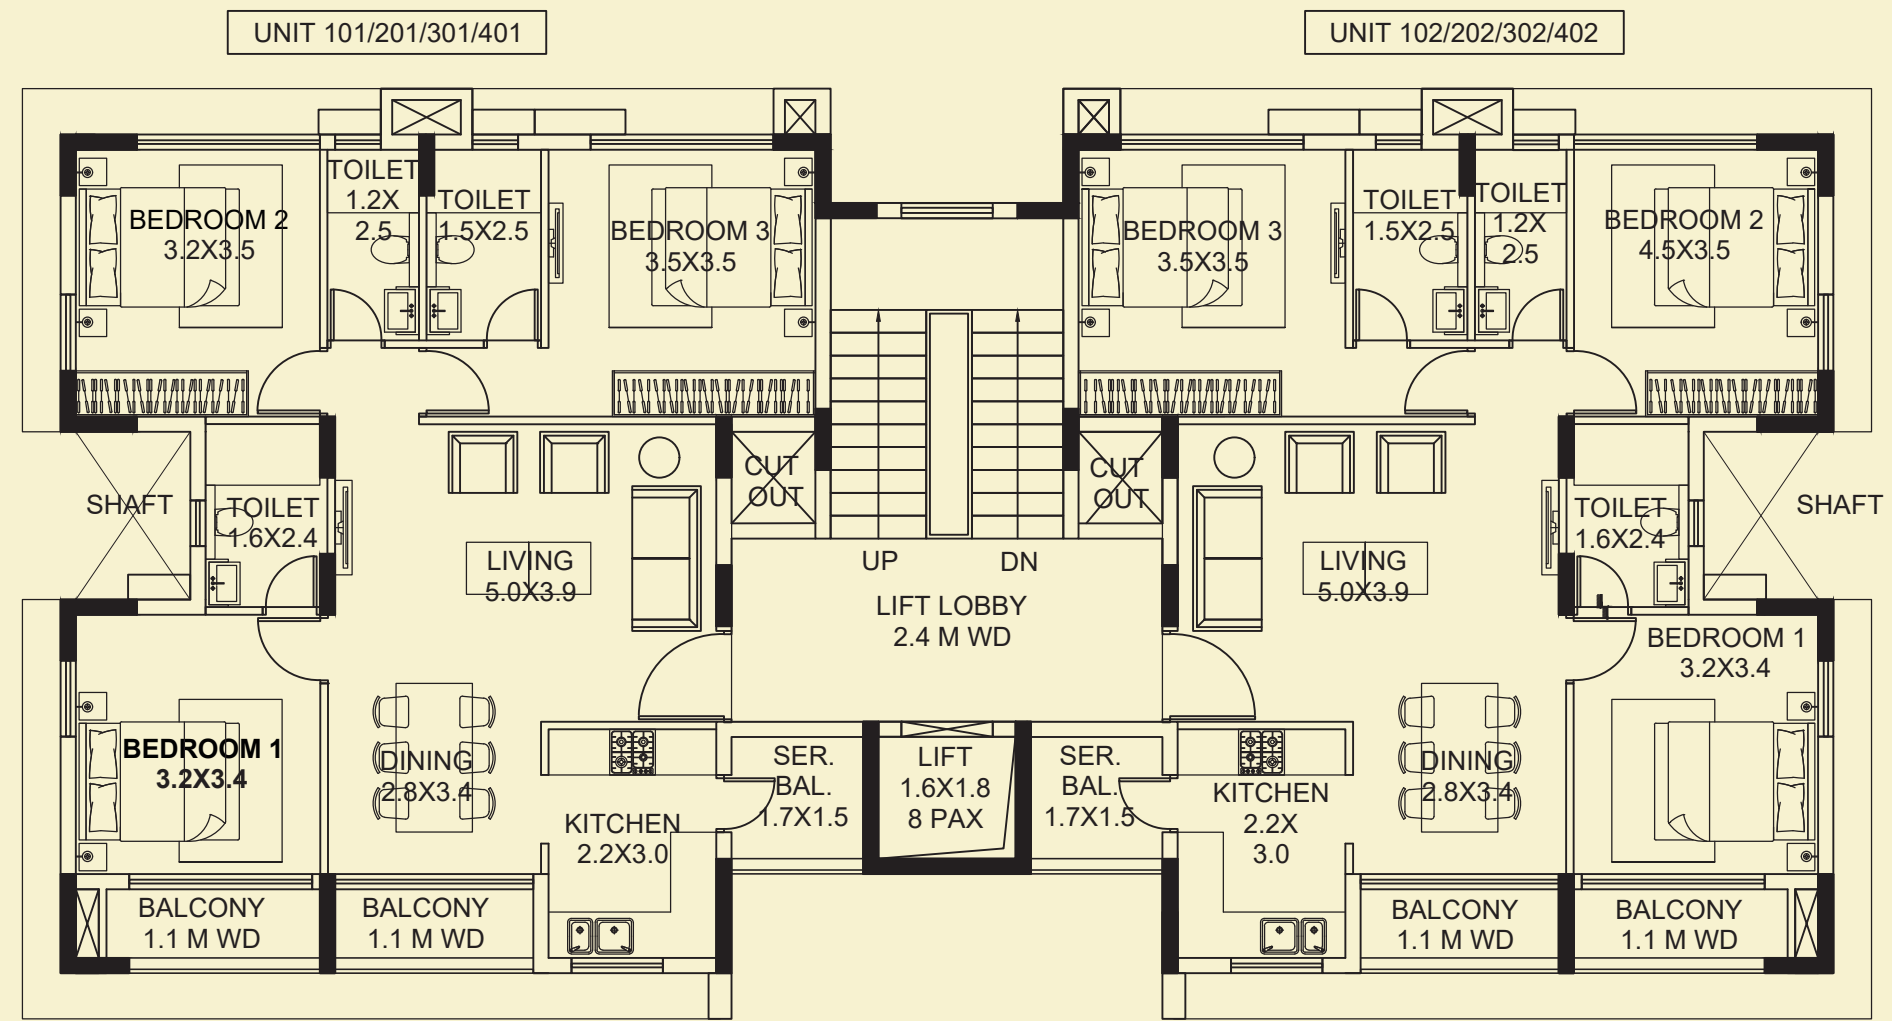 UNIT 101/201/301/401
UNIT 102/202/302/402
BEDROOM 2
3.2X3.5
TOILET
1.2X
2.5
TOILET
1.5X2.5
BEDROOM 3
3.5X3.5
BEDROOM 3
3.5X3.5
TOILET
1.5X2.5
TOILET
1.2X
2.5
BEDROOM 2
4.5X3.5
SHAFT
TOILET
1.6X2.4
CUT
OUT
CUT
OUT
TOILET
1.6X2.4
SHAFT
LIVING
5.0X3.9
UP
DN
LIFT LOBBY
2.4 M WD
LIVING
5.0X3.9
BEDROOM 1
3.2X3.4
BEDROOM 1
3.2X3.4
DINING
2.8X3.4
KITCHEN
2.2X3.0
SER.
BAL.
1.7X1.5
LIFT
1.6X1.8
8 PAX
SER.
BAL.
1.7X1.5
KITCHEN
2.2X
3.0
DINING
2.8X3.4
BALCONY
1.1 M WD
BALCONY
1.1 M WD
BALCONY
1.1 M WD
BALCONY
1.1 M WD